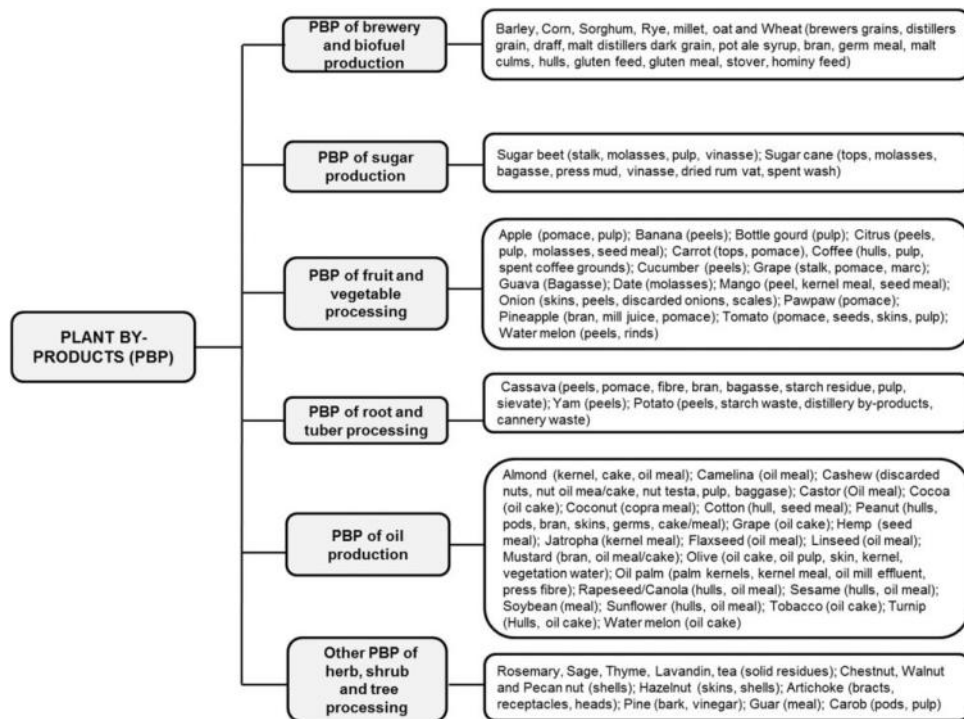 PBP of brewery
and biofuel
production
Barley, Corn, Sorghum, Rye, millet, oat and Wheat (brewers grains, distillers
grain, draff, malt distillers dark grain, pot ale syrup, bran, germ meal, malt
culms, hulls, gluten feed, gluten meal, stover, hominy feed)
PBP of sugar
production
Sugar beet (stalk, molasses, pulp, vinasse); Sugar cane (tops, molasses,
bagasse, press mud, vinasse, dried rum vat, spent wash)
PBP of fruit and
vegetable
processing
Apple (pomace, pulp); Banana (peels); Bottle gourd (pulp); Citrus (peels,
pulp, molasses, seed meal); Carrot (tops, pomace), Coffee (hulls, pulp,
spent coffee grounds); Cucumber (peels); Grape (stalk, pomace, marc);
Guava (Bagasse); Date (molasses); Mango (peel, kernel meal, seed meal);
Onion (skins, peels, discarded onions, scales); Pawpaw (pomace);
Pineapple (bran, mill juice, pomace); Tomato (pomace, seeds, skins, pulp);
Water melon (peels, rinds)
PLANT BY-
PRODUCTS (PBP)
PBP of root and
tuber processing
Cassava (peels, pomace, fibre, bran, bagasse, starch residue, pulp,
sievate); Yam (peels); Potato (peels, starch waste, distillery by-products,
cannery waste)
PBP of oil
production
Almond (kernel, cake, oil meal); Camelina (oil meal); Cashew (discarded
nuts, nut oil mea/cake, nut testa, pulp, baggase); Castor (Oil meal); Cocoa
(oil cake); Coconut (copra meal); Cotton (hull, seed meal); Peanut (hulls,
pods, bran, skins, germs, cake/meal); Grape (oil cake); Hemp (seed
meal); Jatropha (kernel meal); Flaxseed (oil meal); Linseed (oil meal);
Mustard (bran, oil meal/cake); Olive (oil cake, oil pulp, skin, kernel,
vegetation water); Oil palm (palm kernels, kernel meal, oil mill effluent,
press fibre); Rapeseed/Canola (hulls, oil meal); Sesame (hulls, oil meal);
Soybean (meal); Sunflower (hulls, oil meal); Tobacco (oil cake); Turnip
(Hulls, oil cake); Water melon (oil cake)
Other PBP of
herb, shrub
and tree
processing
Rosemary, Sage, Thyme, Lavandin, tea (solid residues); Chestnut, Walnut
and Pecan nut (shells); Hazelnut (skins, shells); Artichoke (bracts,
receptacles, heads); Pine (bark, vinegar); Guar (meal); Carob (pods, pulp)